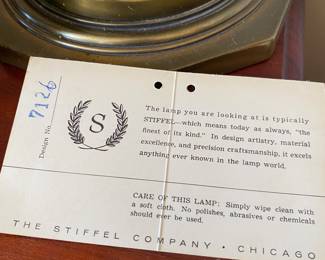 Design No. 7126
S
The lamp you are looking at is typically
STIFFEL—which means today as always, "the
finest of its kind." In design artistry, material
excellence, and precision craftsmanship, it excels
anything ever known in the lamp world.
CARE OF THIS LAMP: Simply wipe clean with
a soft cloth. No polishes, abrasives or chemicals
should ever be used.
THE STIFFEL COMPANY • CHICAGO